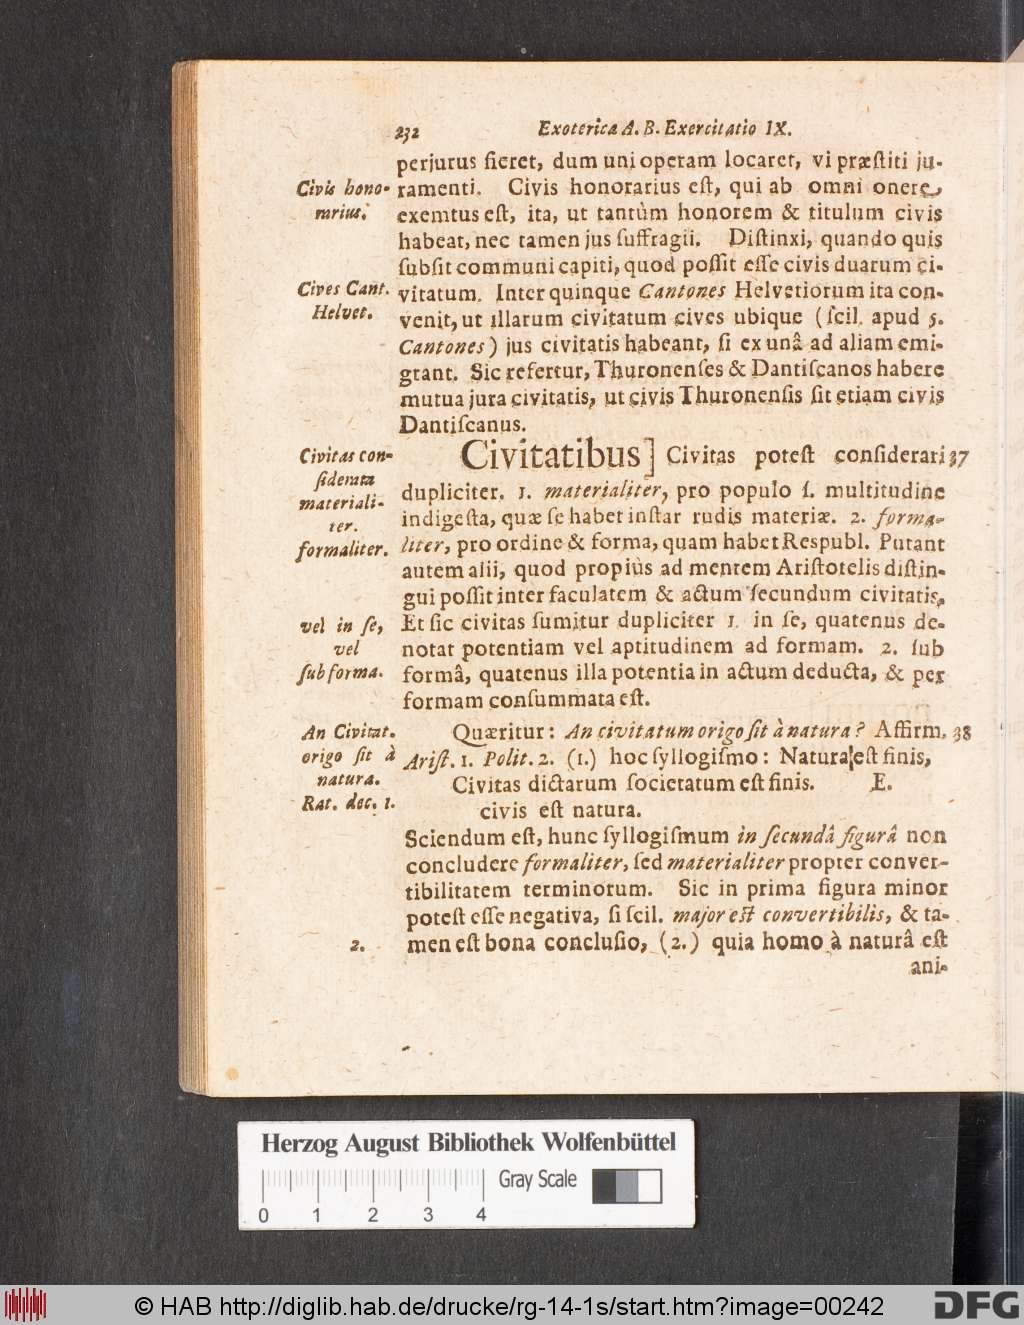 232 Exoterica A. B. Exercitatio IX.
perjurus fieret, dum uni operam locaret, vi præſtiti ju-
Civis hono- ramenti. Civis honorarius eſt, qui ab omni onere
rarius. exemtus eſt, ita, ut tantùm honorem & titulum civis
habeat, nec tamen jus ſuffragii. Diſtinxi, quando quis
ſubſit communi capiti, quod poſſit eſſe civis duarum ci-
Cives Cant. vitatum. Inter quinque Cantones Helvetiorum ita con-
Helvet. venit, ut illarum civitatum cives ubique (ſcil. apud 5.
Cantones) jus civitatis habeant, ſi ex unâ ad aliam emi-
grant. Sic refertur, Thuronenſes & Dantiſcanos habere
mutua jura civitatis, ut civis Thuronenſis ſit etiam civis
Dantiſcanus.
Civitas con- Civitatibus] Civitas poteſt conſiderari 37
ſiderata
materiali- dupliciter. 1. materialiter, pro populo ſ. multitudine
ter. indigeſta, quæ ſe habet inſtar rudis materiæ. 2. forma-
formaliter. liter, pro ordine & forma, quam habet Respubl. Putant
autem alii, quod propiùs ad mentem Ariſtotelis diſtin-
gui poſſit inter faculatem & actum ſecundum civitatis,
vel in ſe, Et ſic civitas ſumitur dupliciter 1. in ſe, quatenus de-
vel notat potentiam vel aptitudinem ad formam. 2. ſub
ſub forma. formâ, quatenus illa potentia in actum deducta, & per
formam conſummata eſt.
An Civitat. Quæritur: An civitatum origo ſit à natura? Affirm. 38
origo ſit à Ariſt. 1. Polit. 2. (1.) hoc ſyllogiſmo: Natura eſt finis,
natura. Civitas dictarum ſocietatum eſt finis. E.
Rat. dec. 1. civis eſt natura.
Sciendum eſt, hunc ſyllogiſmum in ſecundâ figurâ non
concludere formaliter, ſed materialiter propter conver-
tibilitatem terminorum. Sic in prima figura minor
poteſt eſſe negativa, ſi ſcil. major eſt convertibilis, & ta-
2. men eſt bona concluſio, (2.) quia homo à naturâ eſt
ani-
Herzog August Bibliothek Wolfenbüttel
Gray Scale
0 1 2 3 4
© HAB http://diglib.hab.de/drucke/rg-14-1s/start.htm?image=00242 DFG